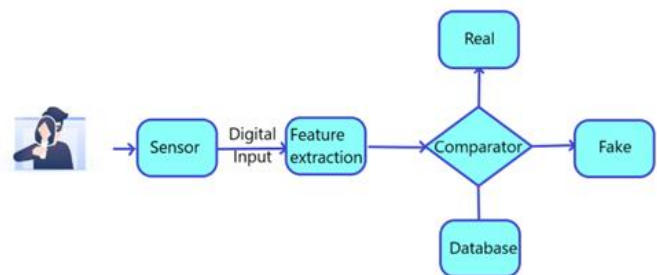 Real
Sensor
Digital
Input
Feature
extraction
Comparator
Fake
Database